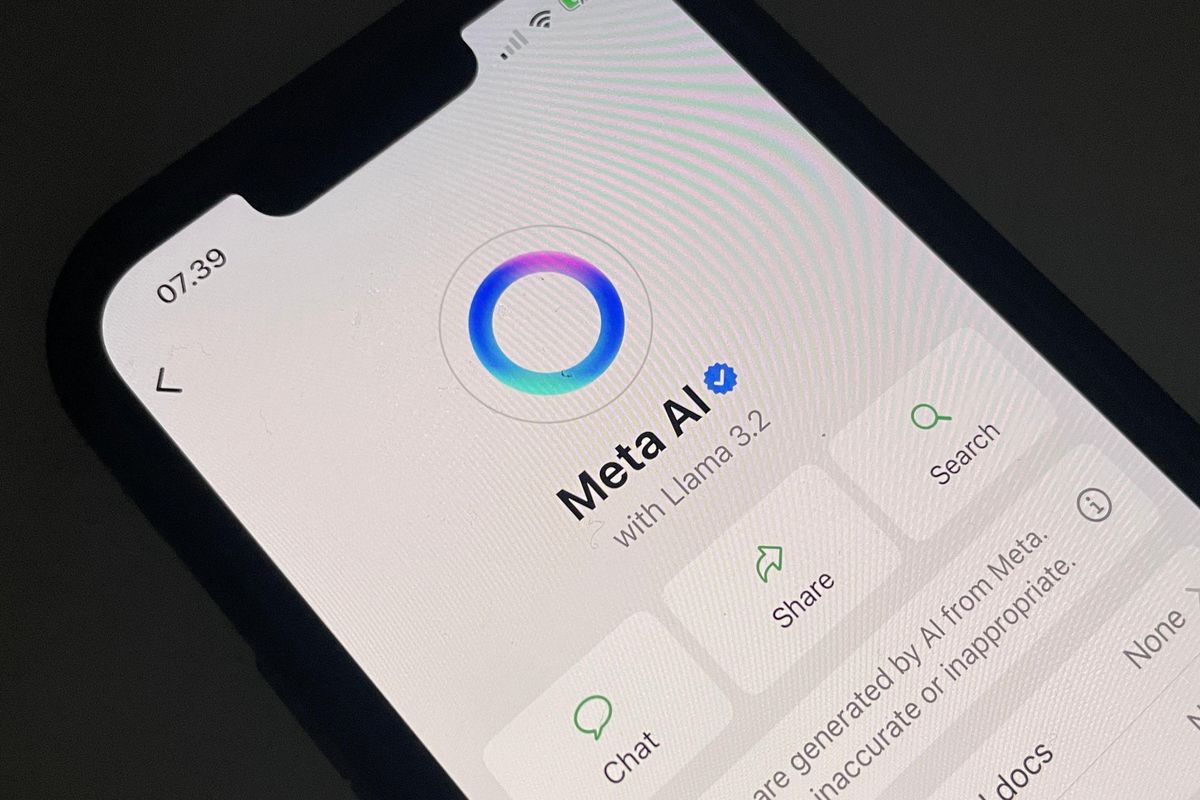 07.39
Meta AI
with Llama 3.2
Chat
Share
Search
are generated by AI from Meta.
inaccurate or inappropriate.
None
docs